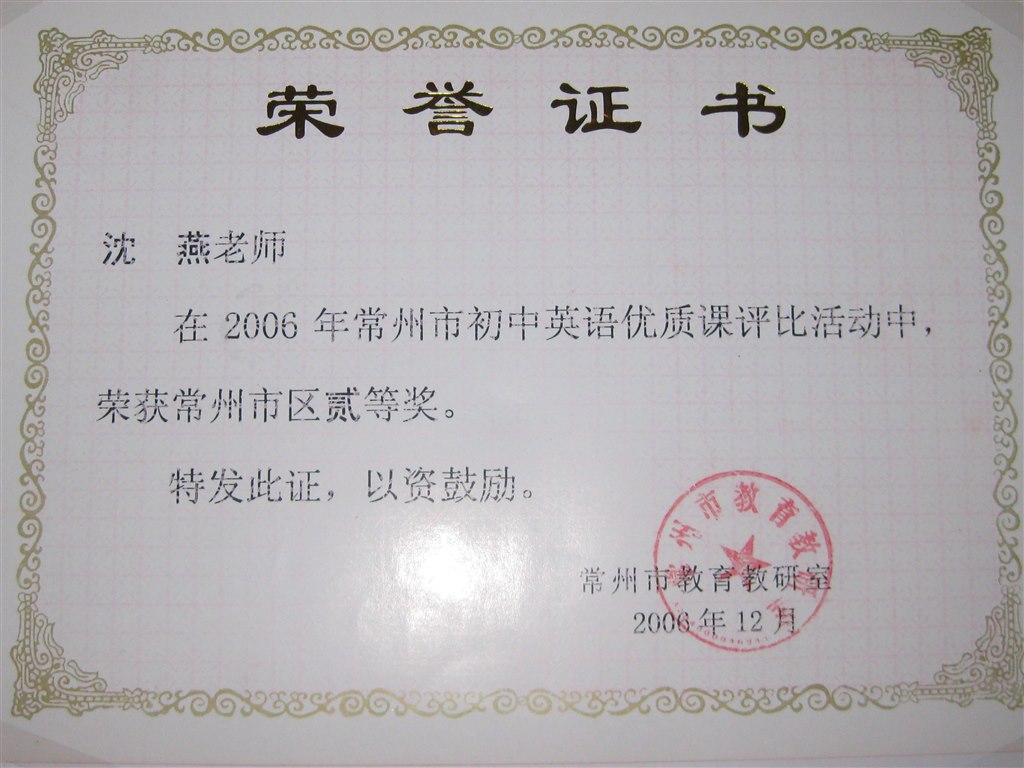 荣誉证书
沈 燕老师
在 2006 年常州市初中英语优质课评比活动中,
荣获常州市区贰等奖。
特发此证，以资鼓励。
常州市教育教研室
2006 年 12 月